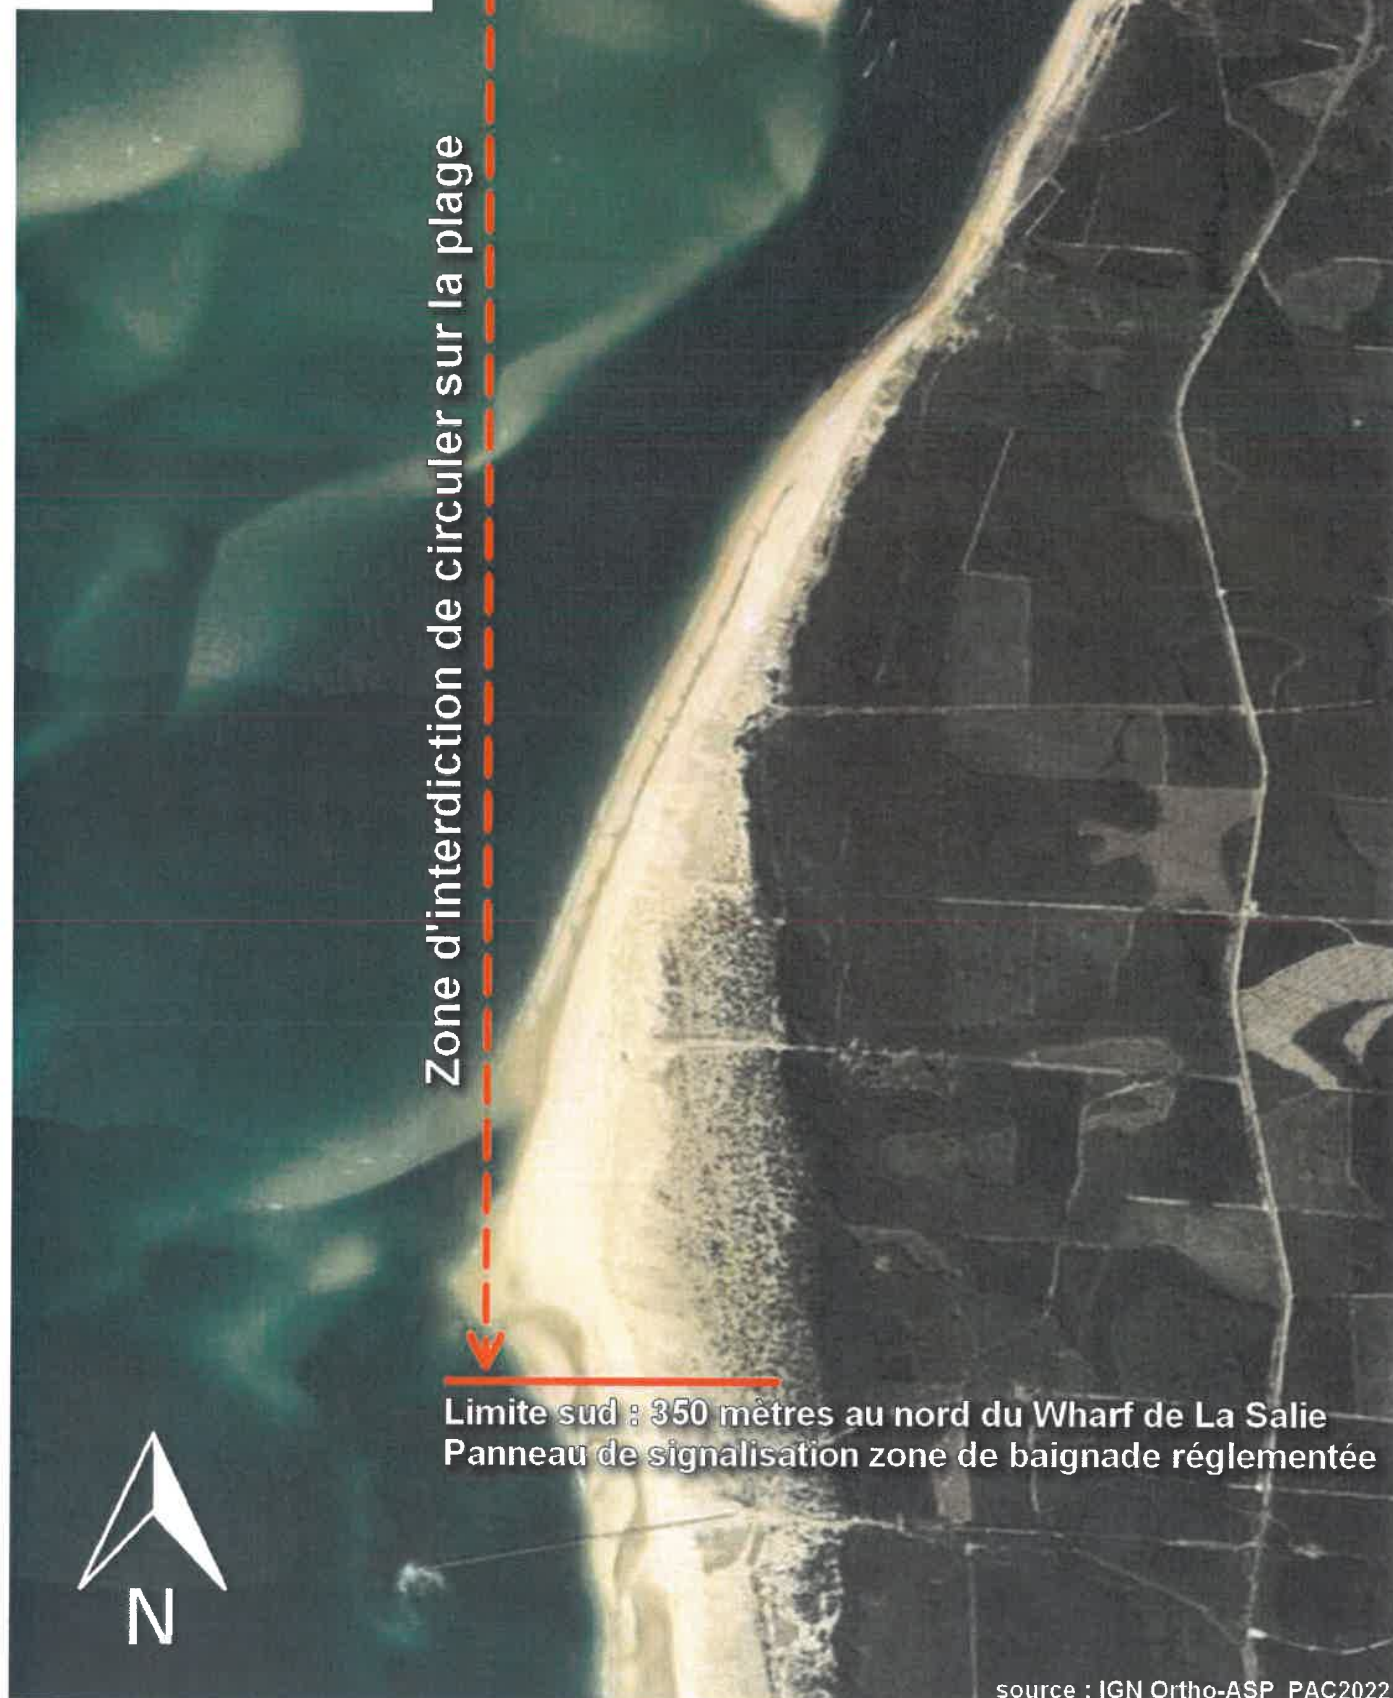 Zone d'interdiction de circuler sur la plage
Limite sud : 350 mètres au nord du Wharf de La Salie
Panneau de signalisation zone de baignade réglementée
N
source : IGN Ortho-ASP_PAC2022